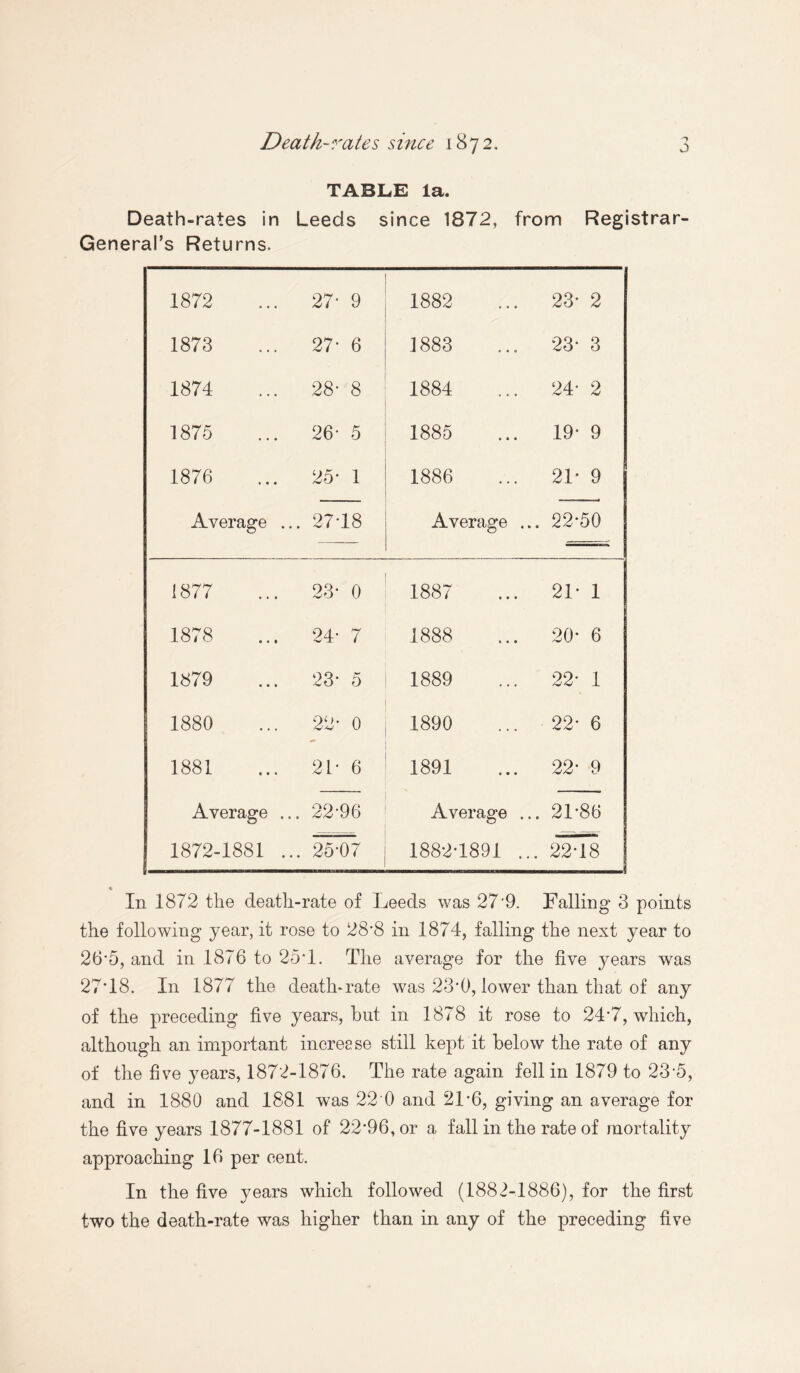 Death-rates since 1872. 3
TABLE 1a.
Death-rates in Leeds since 1872, from Registrar-
General's Returns.
1872 ... 27· 9 1882 ... 23· 2
1873 ... 27· 6 1883 ... 23· 3
1874 ... 28· 8 1884 ... 24· 2
1875 ... 26· 5 1885 ... 19· 9
1876 ... 25· 1 1886 ... 21· 9
Average ... 27·18 Average ... 22·50
1877 ... 23· 0 1887 ... 21· 1
1878 ... 24· 7 1888 ... 20· 6
1879 ... 23· 5 1889 ... 22· 1
1880 ... 22· 0 1890 ... 22· 6
1881 ... 21· 6 1891 ... 22· 9
Average ... 22·96 Average ... 21·86
1872-1881 ... 25·07 1882·1891 ... 22·18
In 1872 the death-rate of Leeds was 27·9. Falling 3 points
the following year, it rose to 28·8 in 1874, falling the next year to
26·5, and in 1876 to 25·1. The average for the five years was
27·18. In 1877 the death-rate was 23·0, lower than that of any
of the preceding five years, but in 1878 it rose to 24·7, which,
although an important increase still kept it below the rate of any
of the five years, 1872-1876. The rate again fell in 1879 to 23·5,
and in 1880 and 1881 was 22·0 and 21·6, giving an average for
the five years 1877-1881 of 22·96, or a fall in the rate of mortality
approaching 16 per cent.
In the five years which followed (1882-1886), for the first
two the death-rate was higher than in any of the preceding five